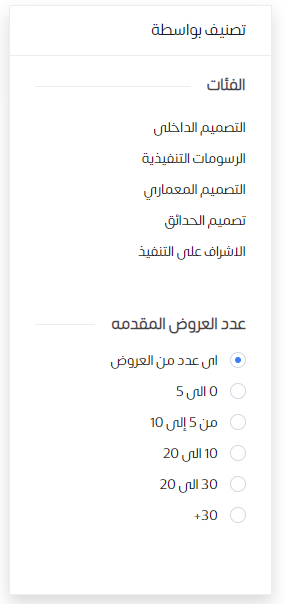 تصنيف بواسطة
الفئات
التصميم الداخلى
الرسومات التنفيذية
التصميم المعماري
تصميم الحدائق
الاشراف على التنفيذ
عدد العروض المقدمه
اى عدد من العروض
0 الى 5
من 5 إلى 10
10 الى 20
30 الى 20
30+